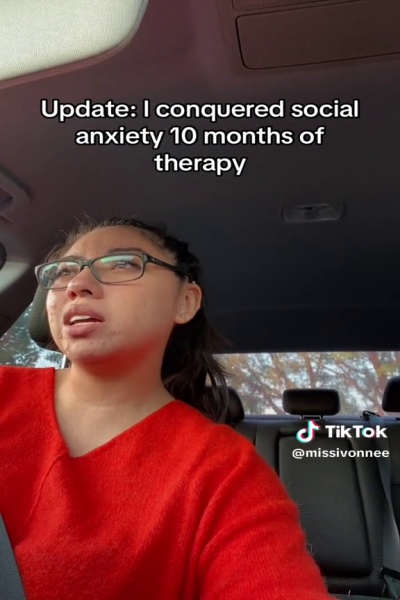 Update: I conquered social
anxiety 10 months of
therapy
TikTok
@missivonnee